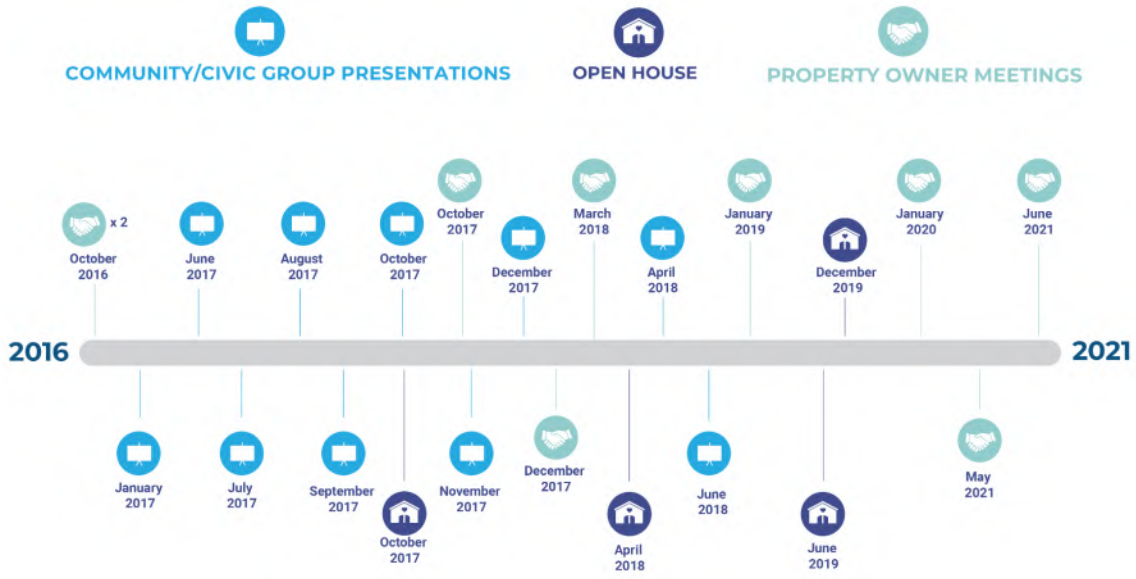 COMMUNITY/CIVIC GROUP PRESENTATIONS
OPEN HOUSE
PROPERTY OWNER MEETINGS
x 2
October
2016
June
2017
August
2017
October
2017
October
2017
December
2017
March
2018
April
2018
January
2019
December
2019
January
2020
June
2021
2016
2021
January
2017
July
2017
September
2017
October
2017
November
2017
December
2017
April
2018
June
2018
June
2019
May
2021